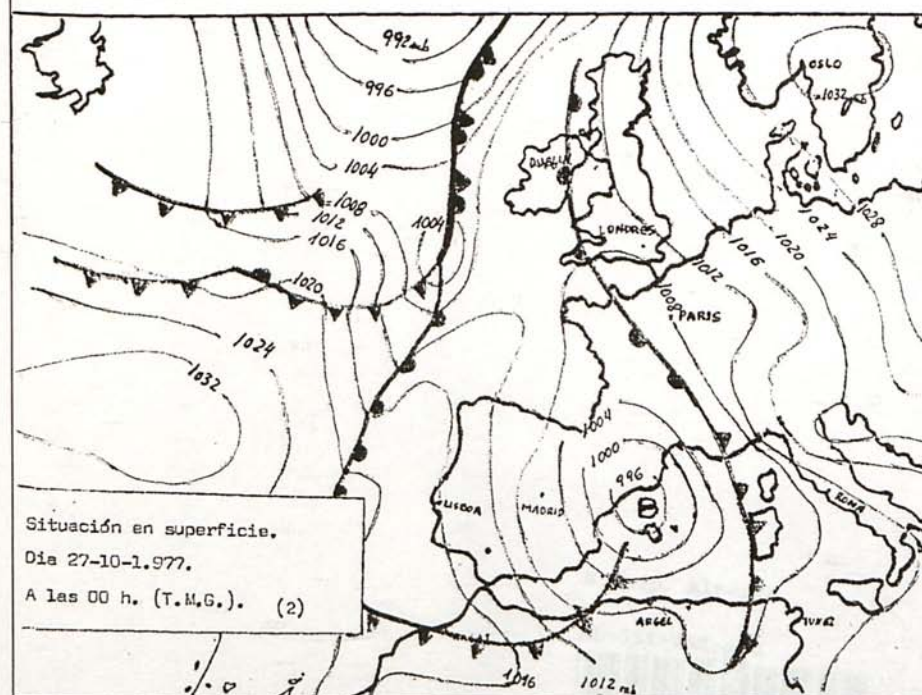 992 mb
996
1000
1004
1008
1012
1016
1004
1020
1024
1032
OSLO
1032 mb
DUBLIN
LONDRES
1028
1024
1020
1016
1012
1008
PARIS
1004
1000
996
B
LISBOA
MADRID
ROMA
ARGEL
TUNEZ
1016
1012 mb
Situación en superficie.
Dia 27-10-1.977.
A las 00 h. (T.M.G.). (2)